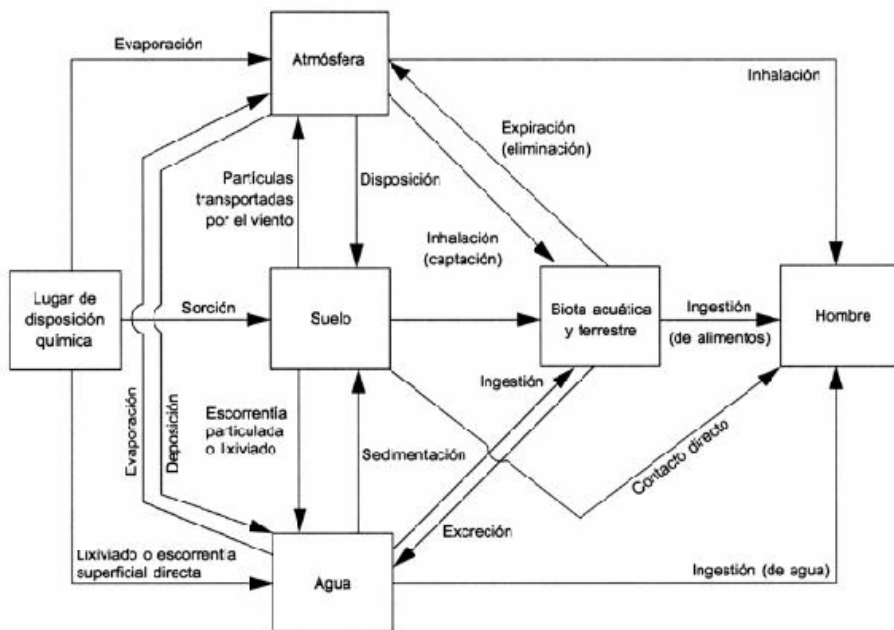 Evaporación
Atmósfera
Inhalación
Expiración
(eliminación)
Partículas
transportadas
por el viento
Disposición
Inhalación
(captación)
Lugar de
disposición
química
Sorción
Suelo
Biota acuática
y terrestre
Ingestión
(de alimentos)
Hombre
Evaporación
Deposición
Escorrentía
particulada
o lixiviado
Sedimentación
Ingestión
Contacto directo
Excreción
Lixiviado o escorrentía
superficial directa
Agua
Ingestión (de agua)